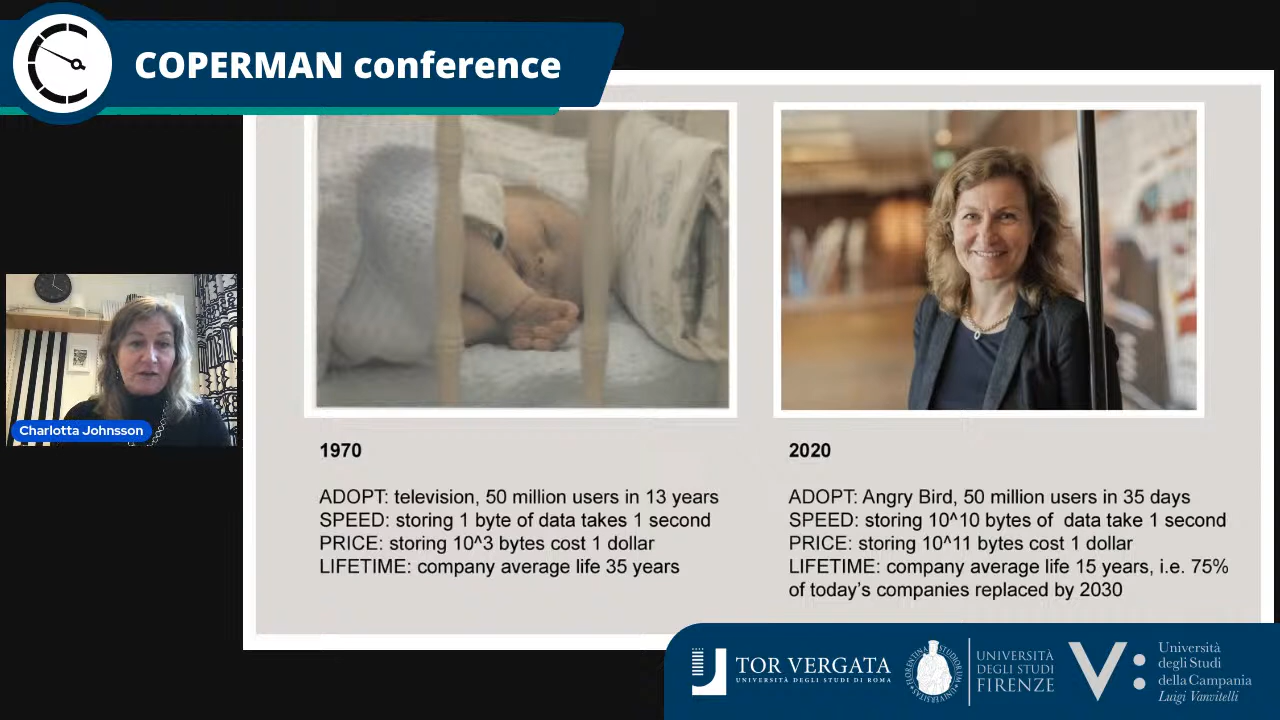 COPERMAN conference
Charlotta Johnsson
1970
ADOPT: television, 50 million users in 13 years
SPEED: storing 1 byte of data takes 1 second
PRICE: storing 10^3 bytes cost 1 dollar
LIFETIME: company average life 35 years
2020
ADOPT: Angry Bird, 50 million users in 35 days
SPEED: storing 10^10 bytes of  data take 1 second
PRICE: storing 10^11 bytes cost 1 dollar
LIFETIME: company average life 15 years, i.e. 75%
of today's companies replaced by 2030
TOR VERGATA
UNIVERSITÀ DEGLI STUDI DI ROMA
FLORENTINA STUDIORUM UNIVERSITAS
UNIVERSITÀ
DEGLI STUDI
FIRENZE
V:
Università
degli Studi
della Campania
Luigi Vanvitelli